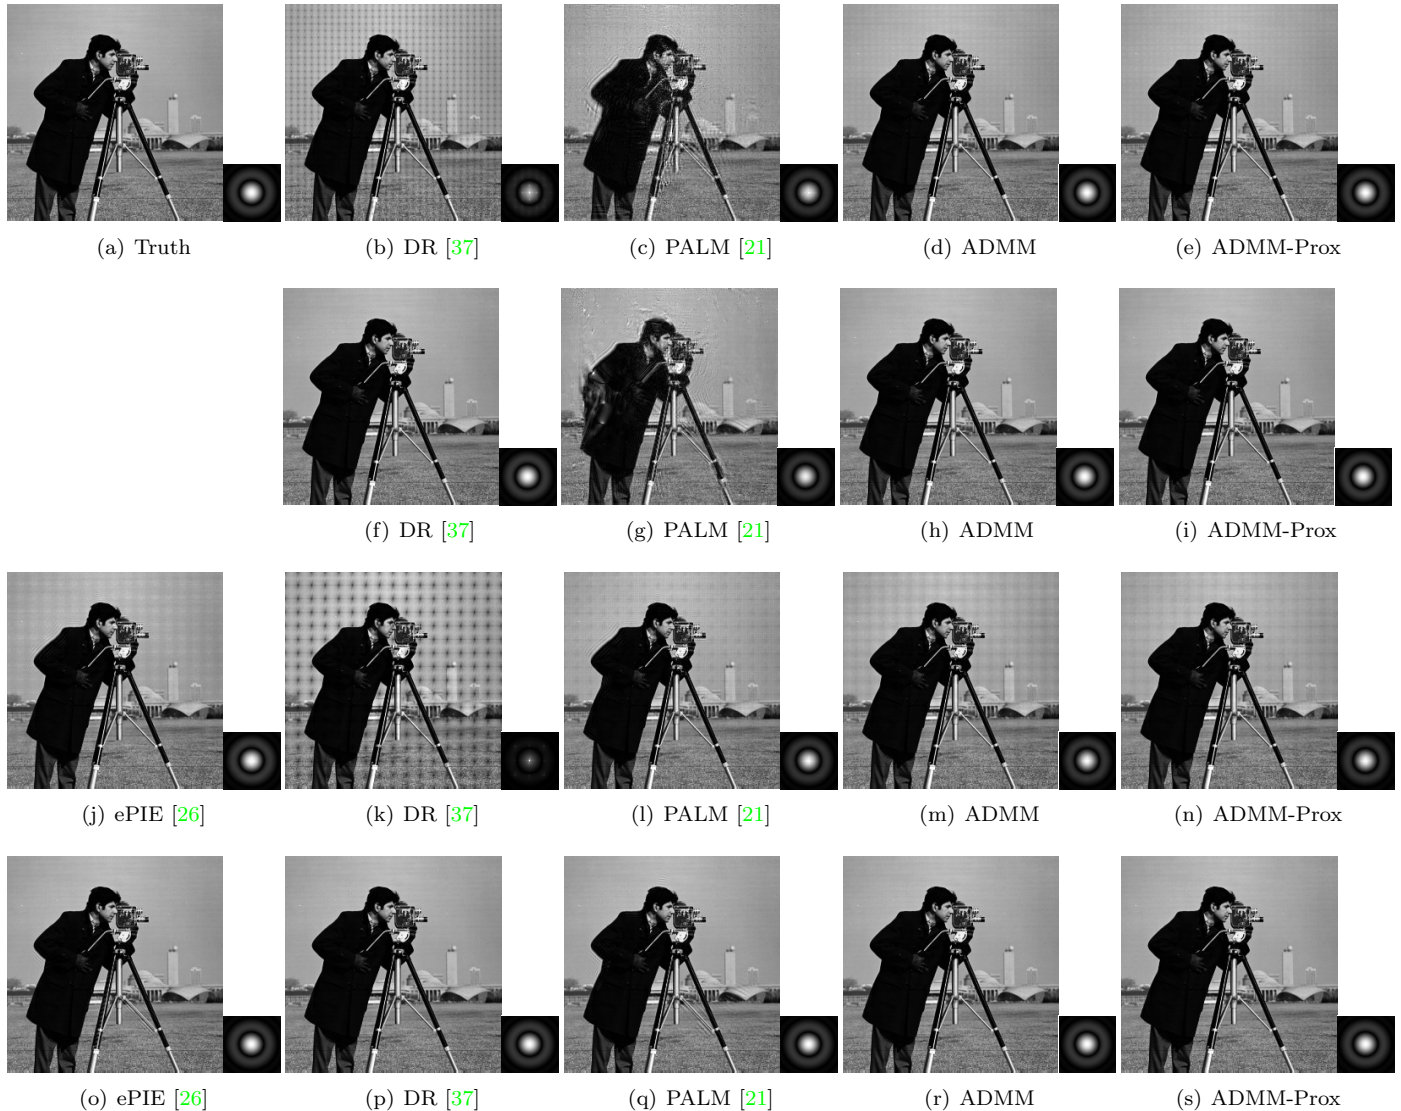 (a) Truth
(b) DR [37]
(c) PALM [21]
(d) ADMM
(e) ADMM-Prox
(f) DR [37]
(g) PALM [21]
(h) ADMM
(i) ADMM-Prox
(j) ePIE [26]
(k) DR [37]
(l) PALM [21]
(m) ADMM
(n) ADMM-Prox
(o) ePIE [26]
(p) DR [37]
(q) PALM [21]
(r) ADMM
(s) ADMM-Prox